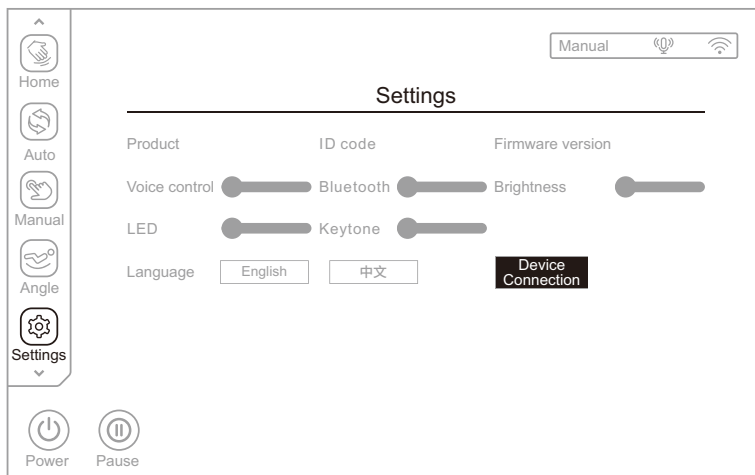 Home
Auto
Manual
Angle
Settings
Power
Pause
Manual
Settings
Product ID code Firmware version
Voice control Bluetooth Brightness
LED Keytone
Language English 中文 Device
Connection